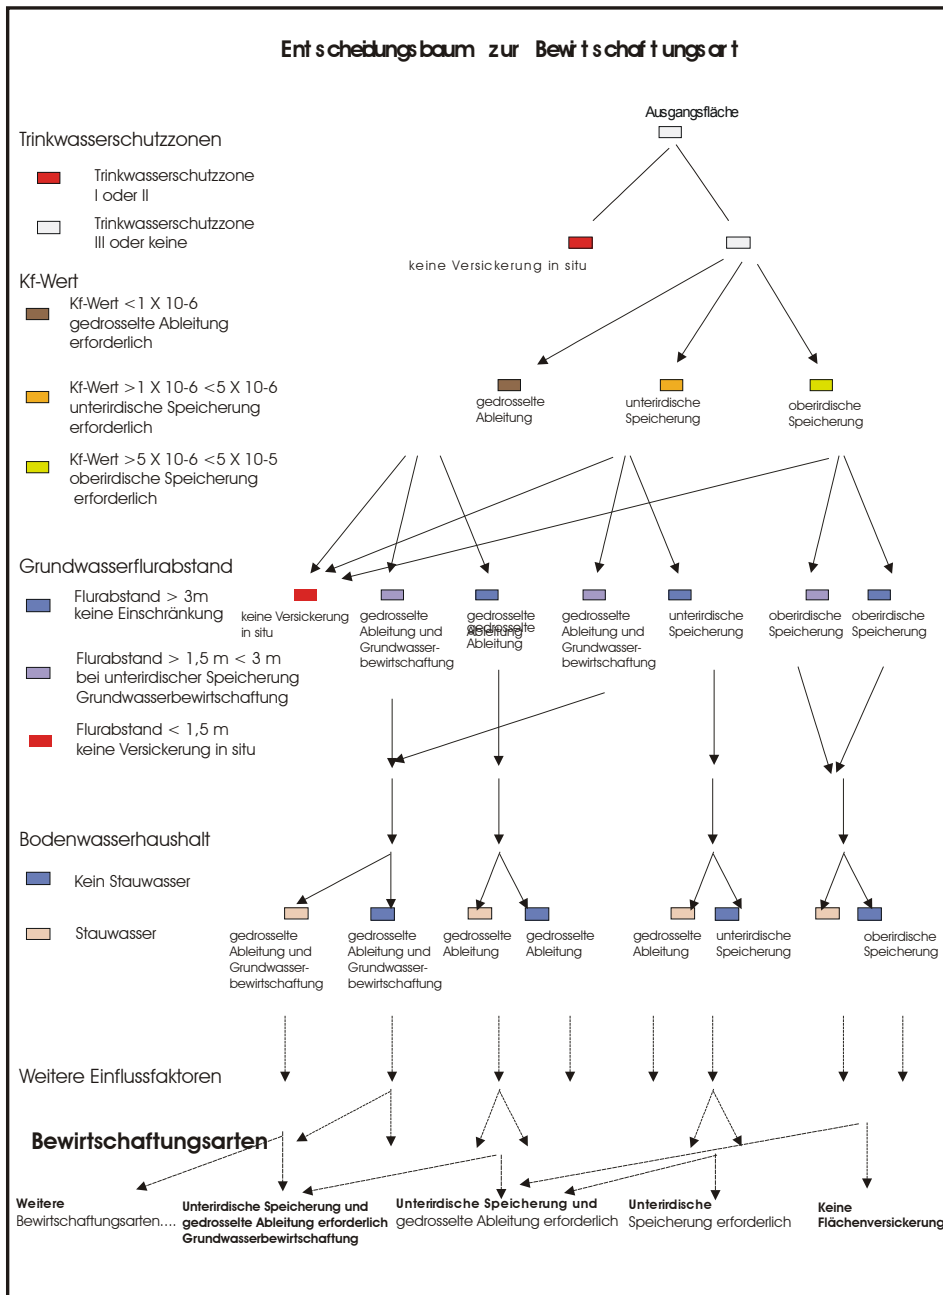 Entscheidungsbaum zur Bewirtschaftungsart
Ausgangsfläche
Trinkwasserschutzzonen
Trinkwasserschutzzone
I oder II
Trinkwasserschutzzone
III oder keine
keine Versickerung in situ
Kf-Wert
Kf-Wert <1 X 10-6
gedrosselte Ableitung
erforderlich
Kf-Wert >1 X 10-6 <5 X 10-6
unterirdische Speicherung
erforderlich
Kf-Wert >5 X 10-6 <5 X 10-5
oberirdische Speicherung
erforderlich
gedrosselte
Ableitung
unterirdische
Speicherung
oberirdische
Speicherung
Grundwasserflurabstand
Flurabstand > 3m
keine Einschränkung
Flurabstand > 1,5 m < 3 m
bei unterirdischer Speicherung
Grundwasserbewirtschaftung
Flurabstand < 1,5 m
keine Versickerung in situ
keine Versickerung
in situ
gedrosselte
Ableitung und
Grundwasser-
bewirtschaftung
gedrosselte
Ableitung
gedrosselte
Ableitung
gedrosselte
Ableitung und
Grundwasser-
bewirtschaftung
unterirdische
Speicherung
oberirdische
Speicherung
oberirdische
Speicherung
Bodenwasserhaushalt
Kein Stauwasser
Stauwasser
gedrosselte
Ableitung und
Grundwasser-
bewirtschaftung
gedrosselte
Ableitung und
Grundwasser-
bewirtschaftung
gedrosselte
Ableitung
gedrosselte
Ableitung
gedrosselte
Ableitung
unterirdische
Speicherung
oberirdische
Speicherung
Weitere Einflussfaktoren
Bewirtschaftungsarten
Weitere
Bewirtschaftungsarten....
Unterirdische Speicherung und
gedrosselte Ableitung erforderlich
Grundwasserbewirtschaftung
Unterirdische Speicherung und
gedrosselte Ableitung erforderlich
Unterirdische
Speicherung erforderlich
Keine
Flächenversickerung